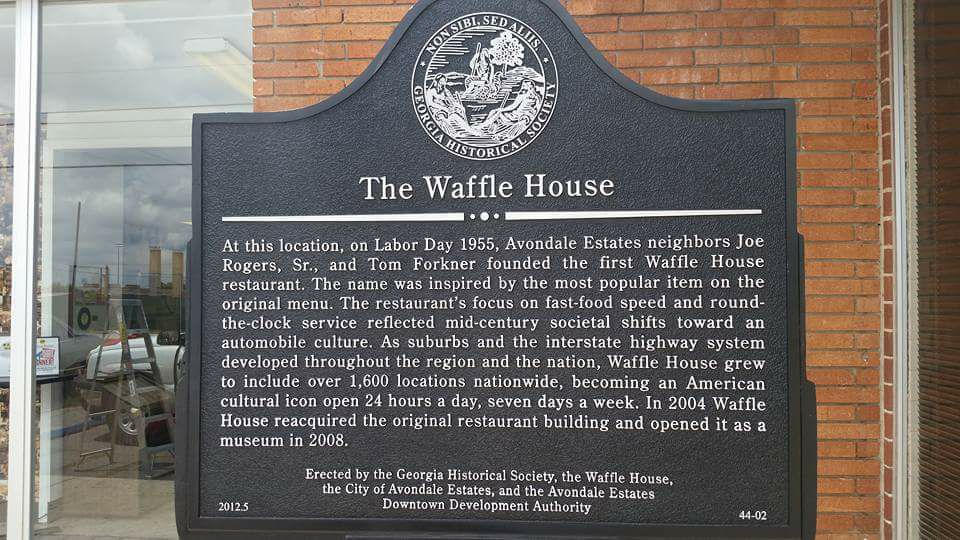 NON SIBI, SED ALIIS.
GEORGIA HISTORICAL SOCIETY
The Waffle House
At this location, on Labor Day 1955, Avondale Estates neighbors Joe
Rogers, Sr., and Tom Forkner founded the first Waffle House
restaurant. The name was inspired by the most popular item on the
original menu. The restaurant's focus on fast-food speed and round-
the-clock service reflected mid-century societal shifts toward an
automobile culture. As suburbs and the interstate highway system
developed throughout the region and the nation, Waffle House grew
to include over 1,600 locations nationwide, becoming an American
cultural icon open 24 hours a day, seven days a week. In 2004 Waffle
House reacquired the original restaurant building and opened it as a
museum in 2008.
Erected by the Georgia Historical Society, the Waffle House,
the City of Avondale Estates, and the Avondale Estates
Downtown Development Authority
2012.5
44-02